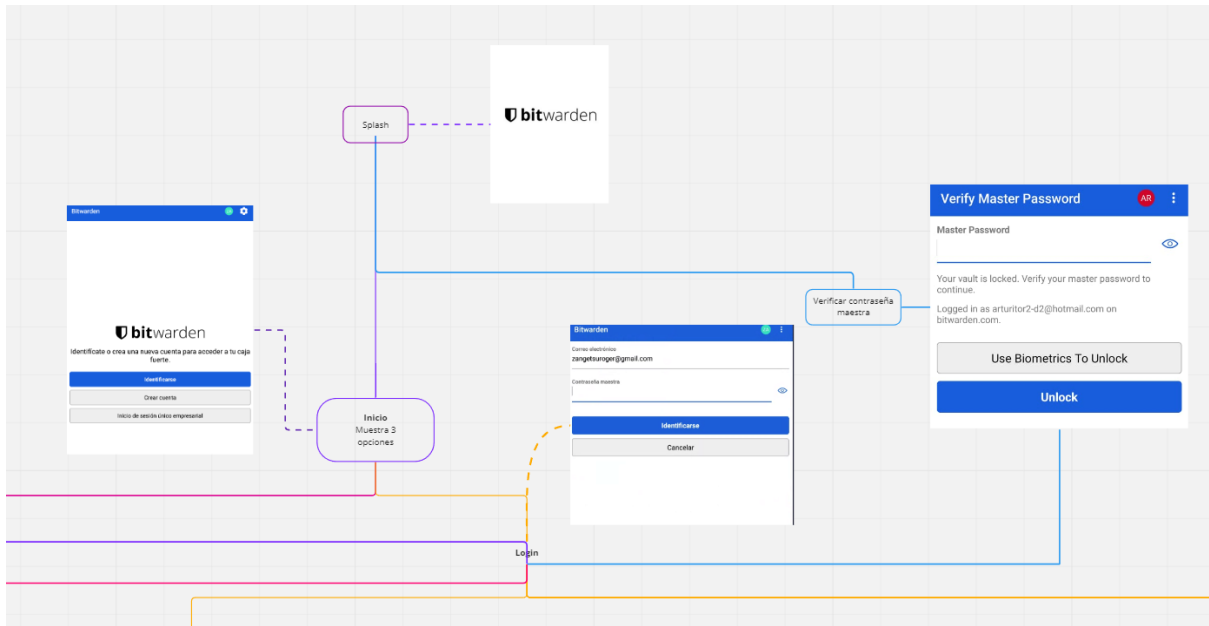 bitwarden
Splash
Bitwarden
bitwarden
Identifícate o crea una nueva cuenta para acceder a tu caja
fuerte.
Identificarse
Crear cuenta
Inicio de sesión único empresarial
Inicio
Muestra 3
opciones
Bitwarden
Correo electrónico
zangetsuroger@gmail.com
Contraseña maestra
Identificarse
Cancelar
Verificar contraseña
maestra
Verify Master Password
AR
Master Password
Your vault is locked. Verify your master password to
continue.
Logged in as arturitor2-d2@hotmail.com on
bitwarden.com.
Use Biometrics To Unlock
Unlock
Login